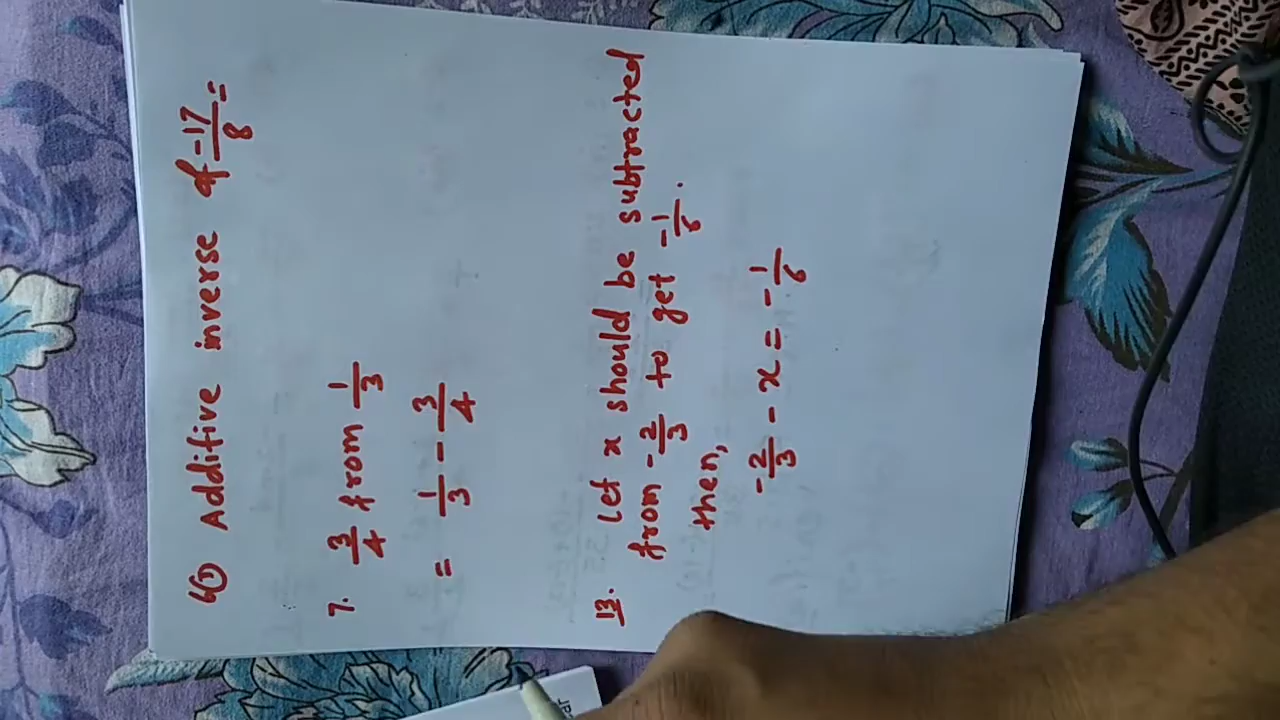 6 ① Additive inverse of -17/8 =
7. 3/4 from 1/3
= 1/3 - 3/4
13. Let x should be subtracted
from -2/3 to get -1/6.
then,
-2/3 - x = -1/6